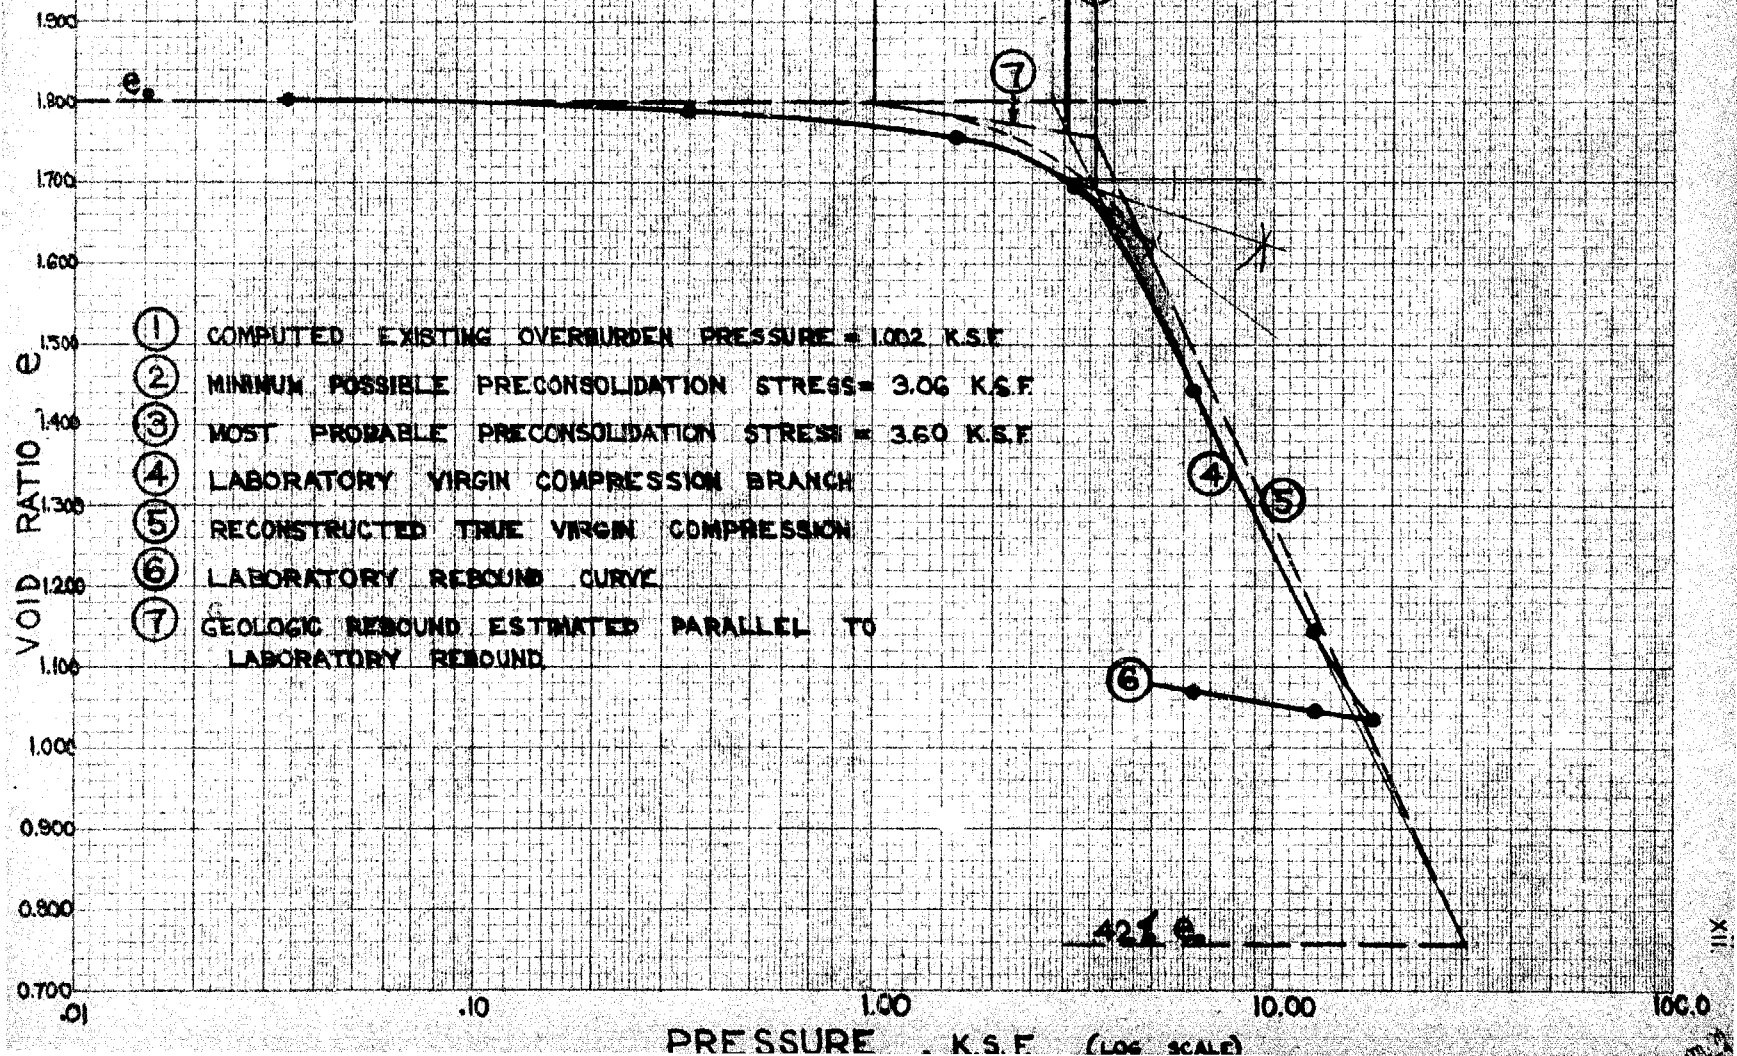 1.900
e₀
1.800
⑦
1.700
1.600
① COMPUTED EXISTING OVERBURDEN PRESSURE = 1.002 K.S.F.
1.500
② MINIMUM POSSIBLE PRECONSOLIDATION STRESS = 3.06 K.S.F.
1.400
③ MOST PROBABLE PRECONSOLIDATION STRESS = 3.60 K.S.F.
④ LABORATORY VIRGIN COMPRESSION BRANCH
④
⑤
1.300
⑤ RECONSTRUCTED TRUE VIRGIN COMPRESSION
⑥ LABORATORY REBOUND CURVE
1.200
⑦ GEOLOGIC REBOUND ESTIMATED PARALLEL TO
LABORATORY REBOUND
1.100
⑥
1.000
0.900
0.800
42% e₀
0.700
VOID RATIO e
.01 .10 1.00 10.00 100.0
PRESSURE, K.S.F. (LOG SCALE)
XII